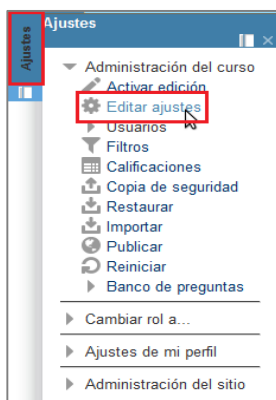 Ajustes
Ajustes
Administración del curso
Activar edición
Editar ajustes
Usuarios
Filtros
Calificaciones
Copia de seguridad
Restaurar
Importar
Publicar
Reiniciar
Banco de preguntas
Cambiar rol a...
Ajustes de mi perfil
Administración del sitio